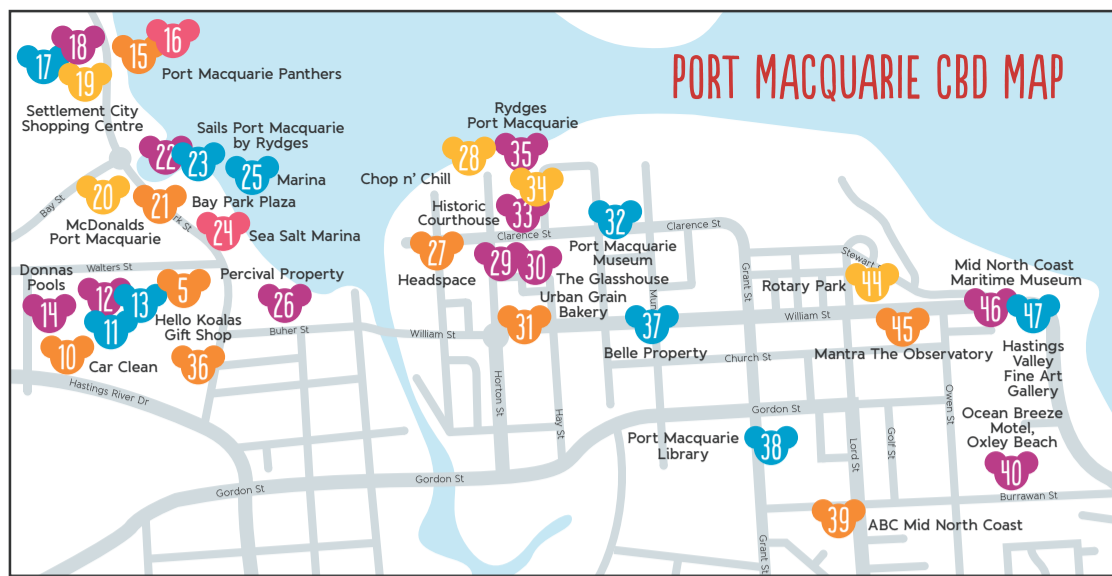 PORT MACQUARIE CBD MAP
18
16
15
17
19
Port Macquarie Panthers
Settlement City
Shopping Centre
Sails Port Macquarie
by Rydges
22
23
25
Marina
20
21
Bay Park Plaza
Bay St
McDonalds
Port Macquarie
24
Sea Salt Marina
Walters St
Donnas
Pools
14
12
13
11
5
Percival Property
26
Hello Koalas
Gift Shop
Buher St
10
Car Clean
36
Hastings River Dr
Rydges
Port Macquarie
28
35
Chop n' Chill
34
Historic
Courthouse
33
32
Clarence St
Clarence St
27
Headspace
29
30
Port Macquarie
Museum
The Glasshouse
Urban Grain
Bakery
31
37
Belle Property
William St
William St
Grant St
Church St
Horton St
Hay St
Rotary Park
44
Mid North Coast
Maritime Museum
46
47
45
Mantra The Observatory
Hastings
Valley
Fine Art
Gallery
Owen St
Gordon St
Gordon St
Gordon St
Port Macquarie
Library
38
Lord St
Golf St
Ocean Breeze
Motel,
Oxley Beach
40
Burrawan St
39
ABC Mid North Coast
Grant St